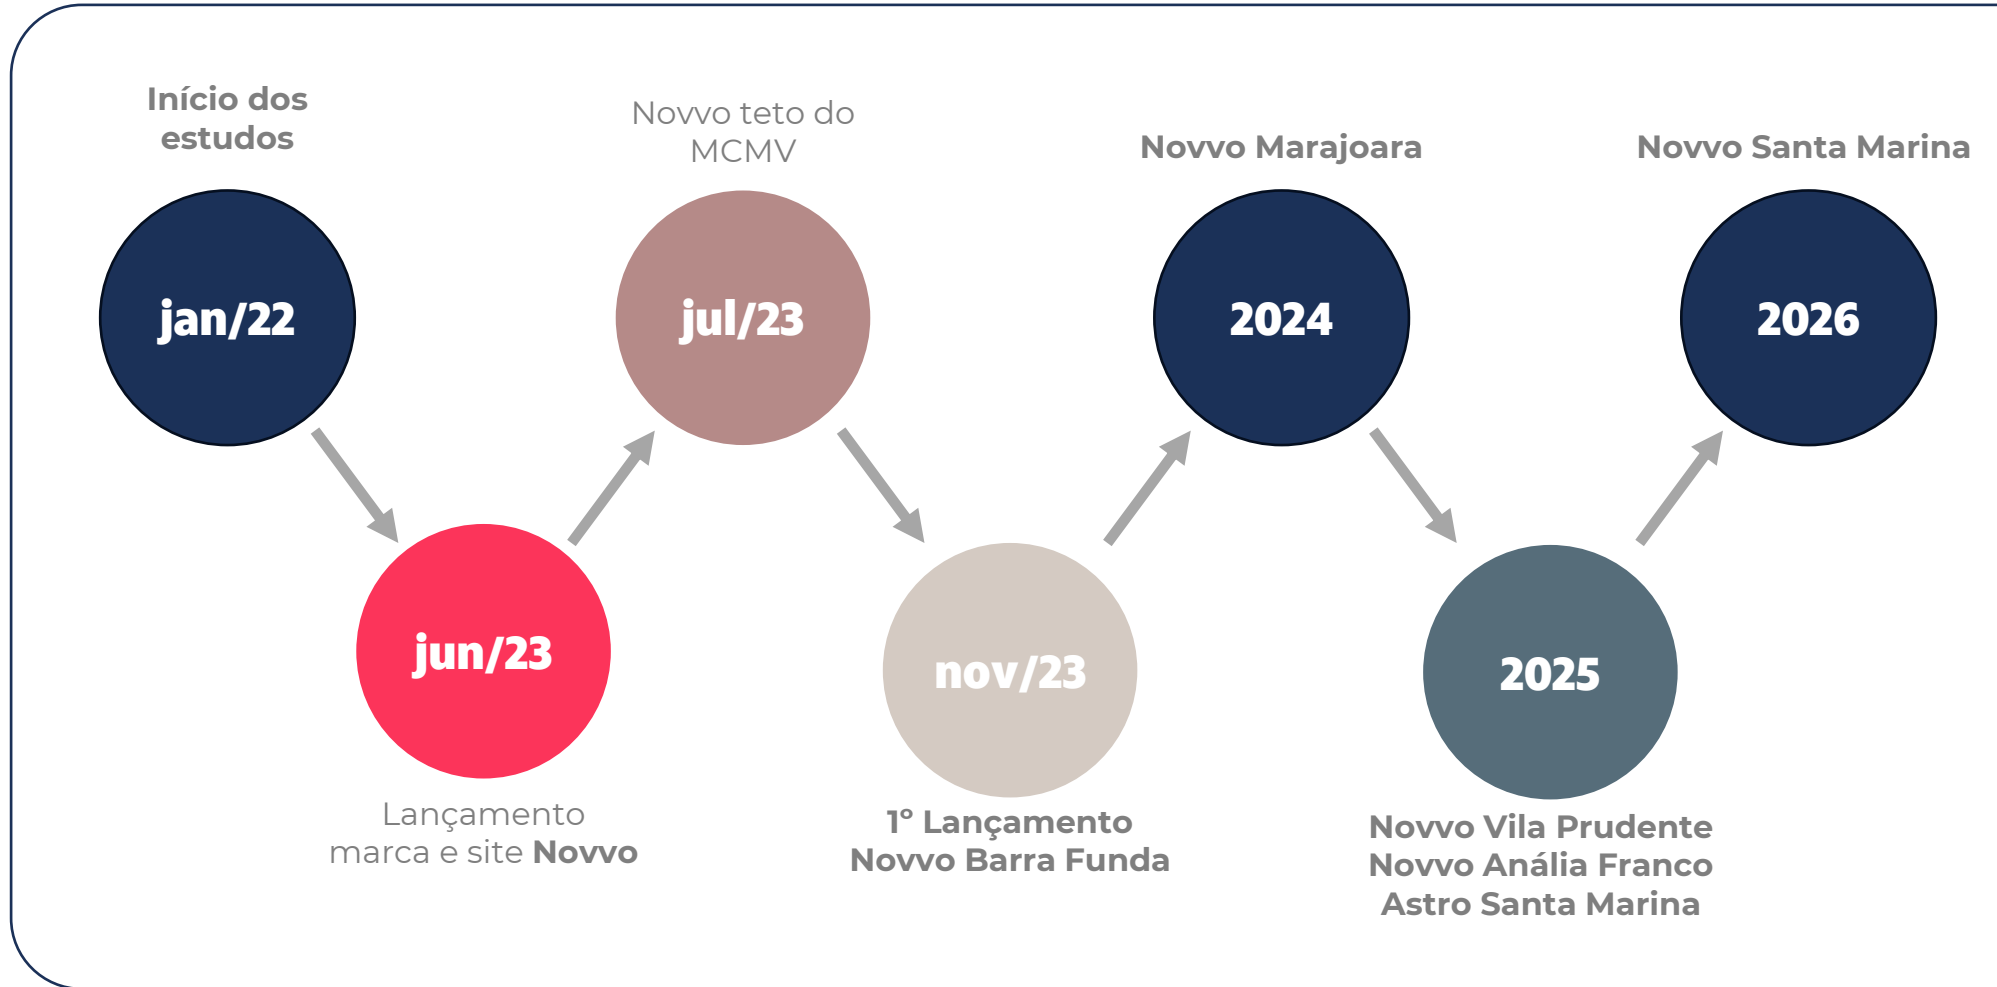 Início dos
estudos
jan/22
Lançamento
marca e site Novvo
jun/23
Novvo teto do
MCMV
jul/23
1º Lançamento
Novvo Barra Funda
nov/23
Novvo Marajoara
2024
Novvo Vila Prudente
Novvo Anália Franco
Astro Santa Marina
2025
Novvo Santa Marina
2026